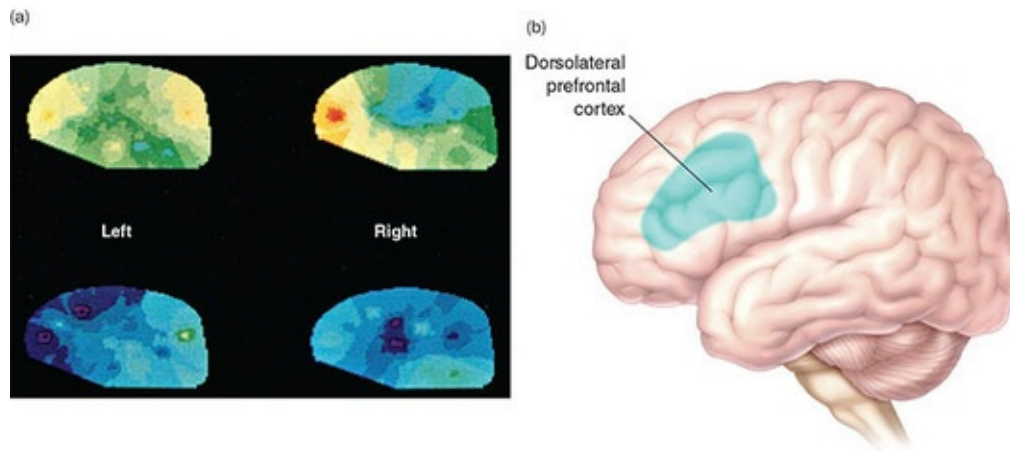 (a)
Left
Right
(b)
Dorsolateral
prefrontal
cortex